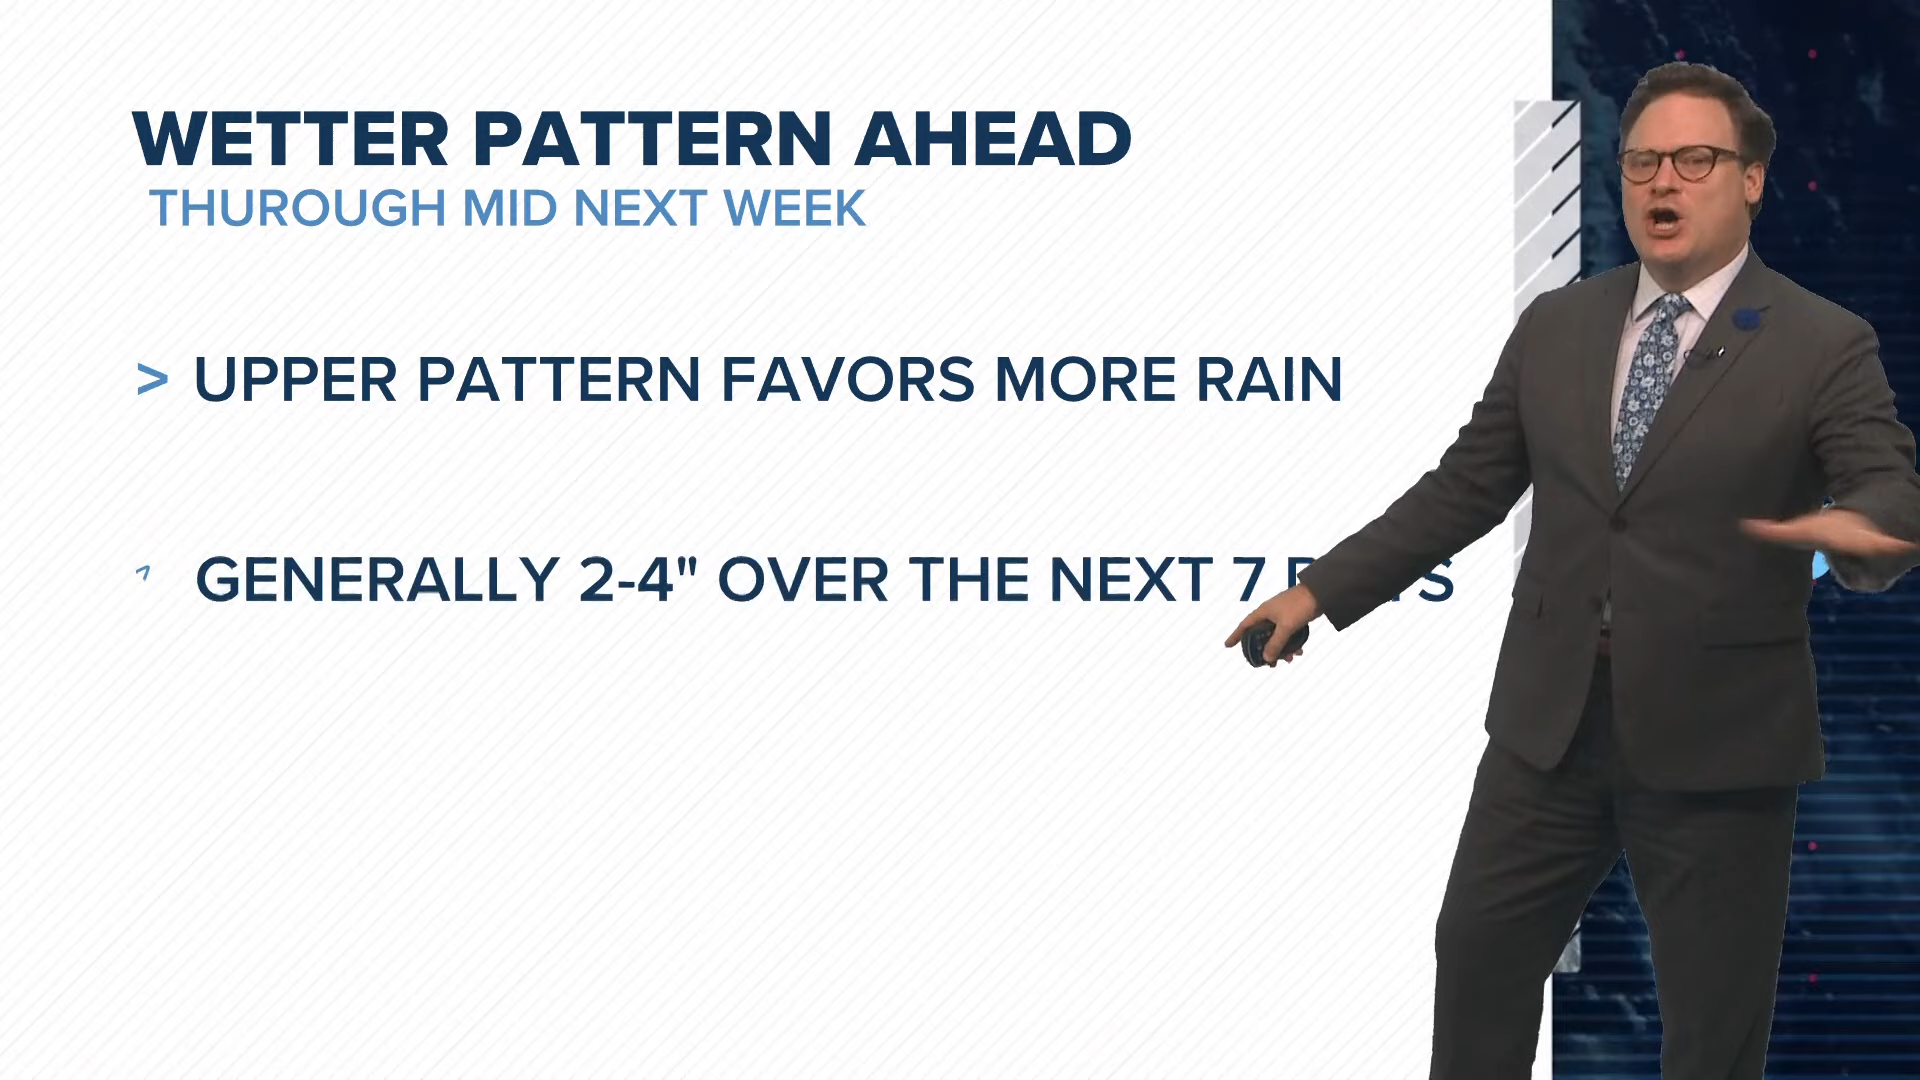 WETTER PATTERN AHEAD
THUROUGH MID NEXT WEEK
> UPPER PATTERN FAVORS MORE RAIN
GENERALLY 2-4" OVER THE NEXT 7